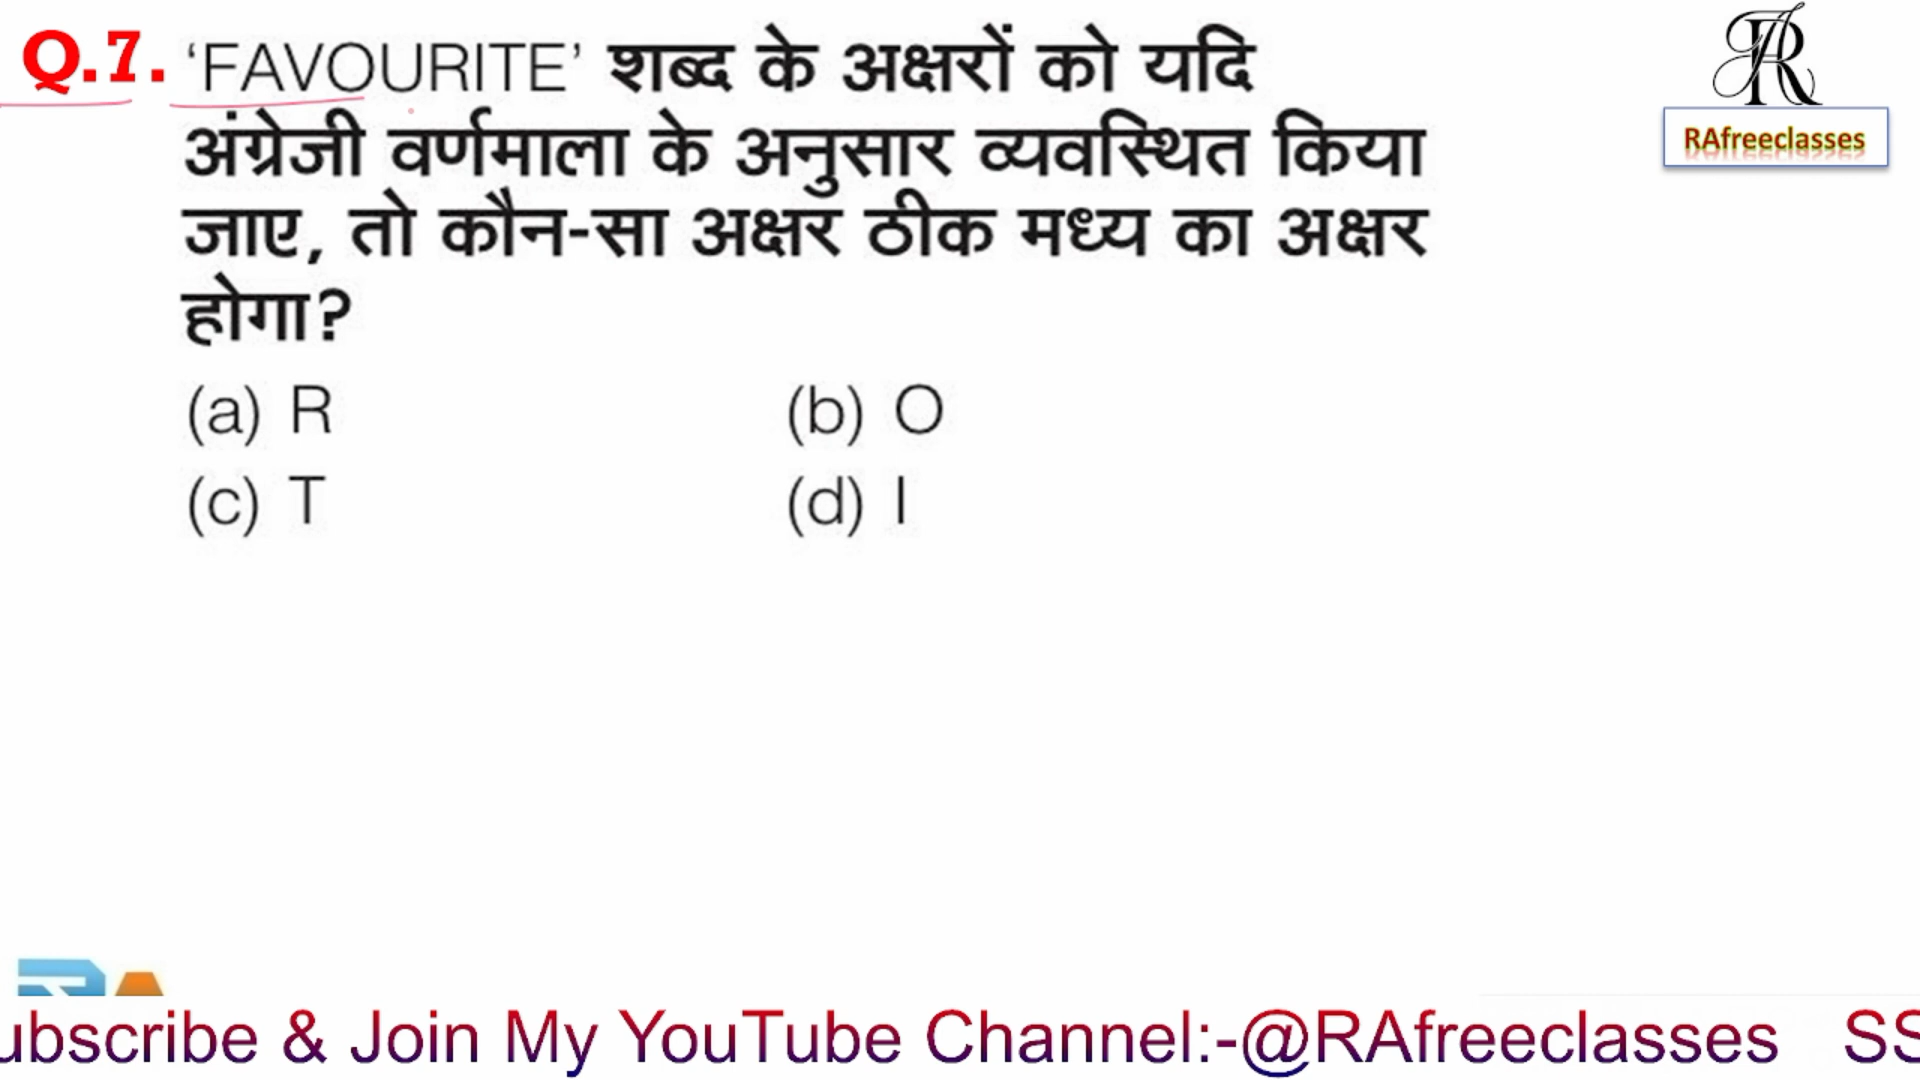 Q.7. 'FAVOURITE' शब्द के अक्षरों को यदि
अंग्रेजी वर्णमाला के अनुसार व्यवस्थित किया
जाए, तो कौन-सा अक्षर ठीक मध्य का अक्षर
होगा?
(a) R (b) O
(c) T (d) I
RAfreeclasses
ubscribe & Join My YouTube Channel:-@RAfreeclasses SS